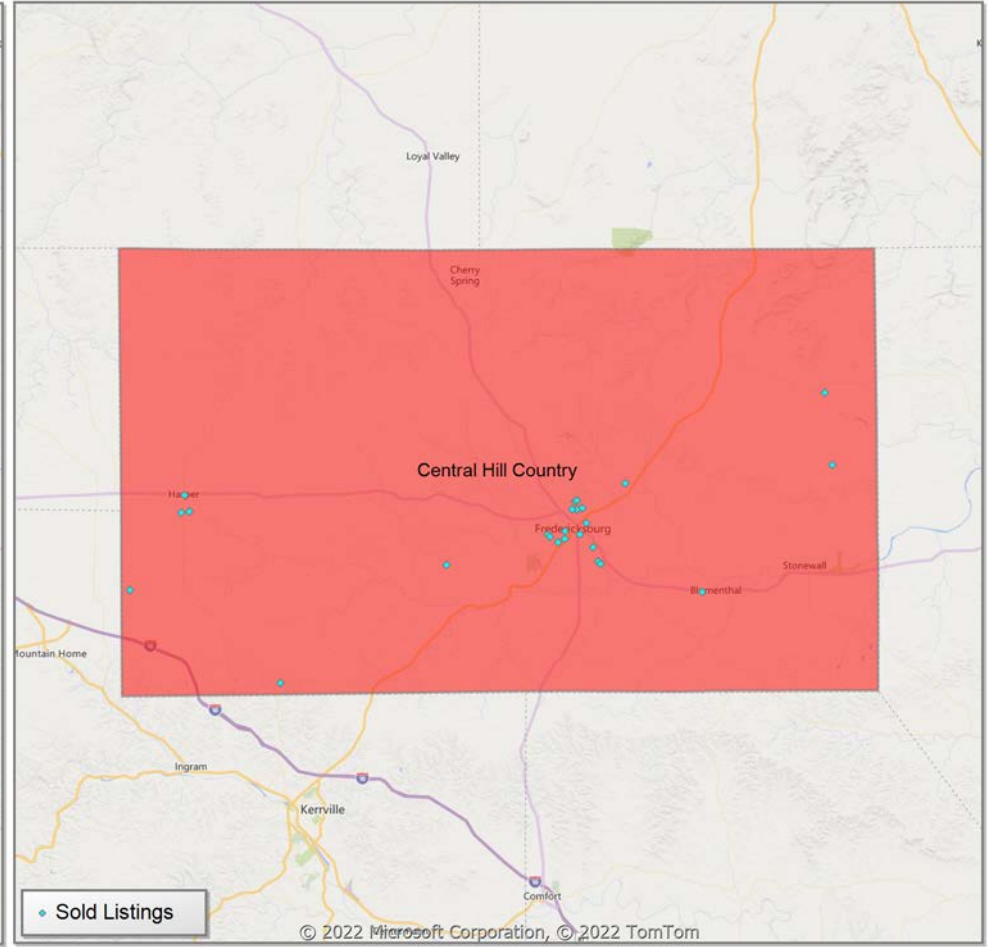 Loyal Valley
Cherry
Spring
Central Hill Country
Harper
Fredericksburg
Stonewall
Blumenthal
Mountain Home
Ingram
Kerrville
Comfort
Sold Listings
© 2022 Microsoft Corporation, © 2022 TomTom